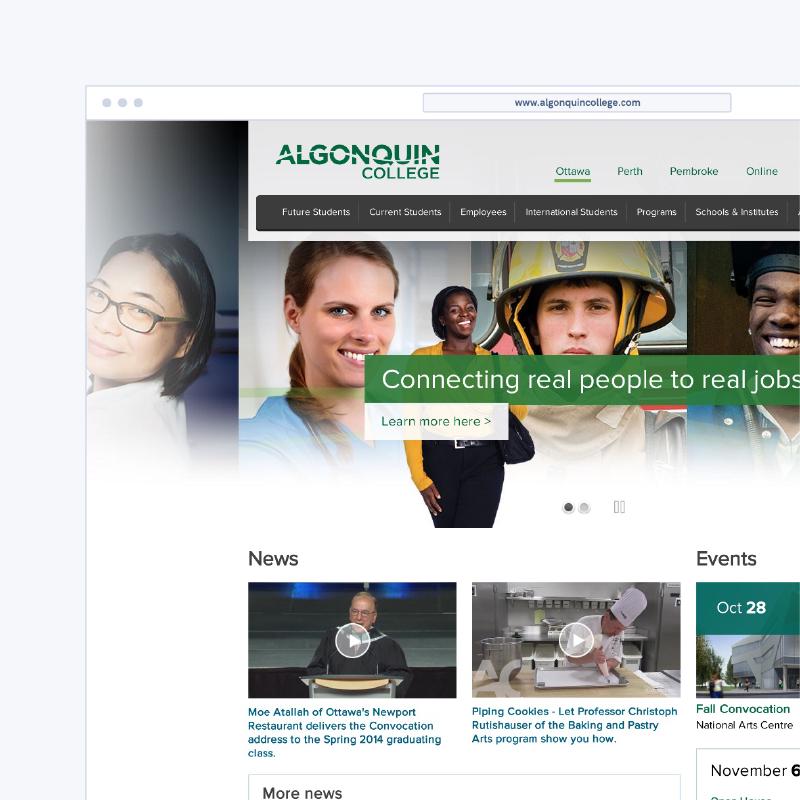 www.algonquincollege.com
ALGONQUIN
COLLEGE
Ottawa Perth Pembroke Online
Future Students Current Students Employees International Students Programs Schools & Institutes
Connecting real people to real jobs
Learn more here >
News
Moe Atallah of Ottawa's Newport
Restaurant delivers the Convocation
address to the Spring 2014 graduating
class.
AC
Piping Cookies - Let Professor Christoph
Rutishauser of the Baking and Pastry
Arts program show you how.
More news
Events
Oct 28
Fall Convocation
National Arts Centre
November 6